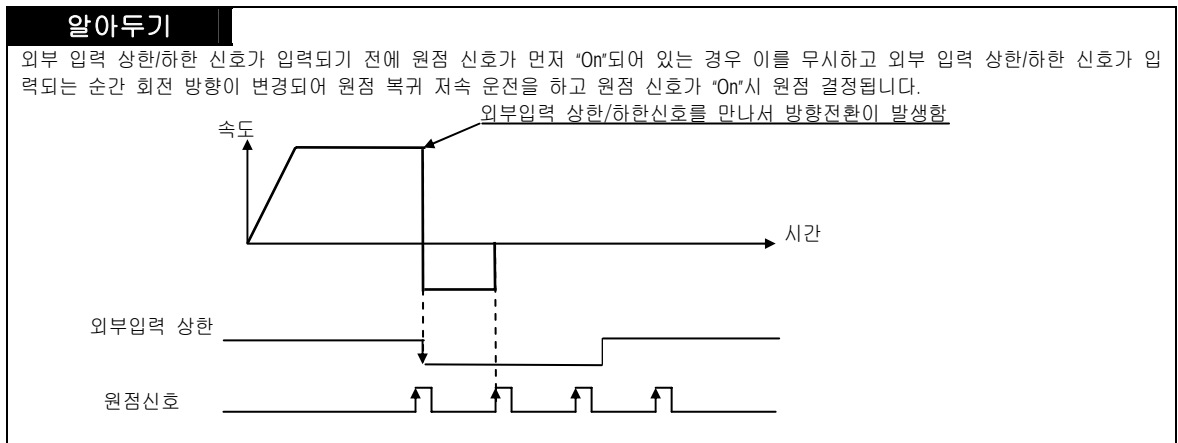 알아두기
외부 입력 상한/하한 신호가 입력되기 전에 원점 신호가 먼저 “On”되어 있는 경우 이를 무시하고 외부 입력 상한/하한 신호가 입
력되는 순간 회전 방향이 변경되어 원점 복귀 저속 운전을 하고 원점 신호가 “On”시 원점 결정됩니다.
외부입력 상한/하한신호를 만나서 방향전환이 발생함
속도
시간
외부입력 상한
원점신호